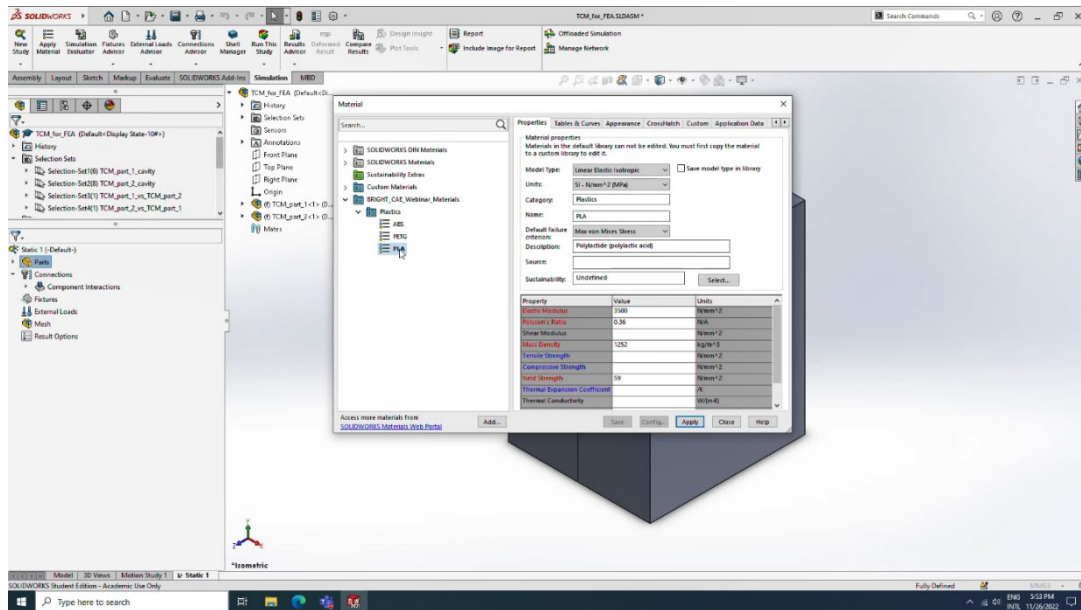 SOLIDWORKS
TCM_for_FEA.SLDASM *
Search Commands
New Study
Apply Material
Simulation Evaluator
Fixtures Advisor
External Loads Advisor
Connections Advisor
Shell Manager
Run This Study
Results Advisor
Deformed Result
Compare Results
Design Insight
Plot Tools
Report
Include Image for Report
Offloaded Simulation
Manage Network
Assembly Layout Sketch Markup Evaluate SOLIDWORKS Add-Ins Simulation MBD
TCM_for_FEA (Default<Display State-10#>)
History
Selection Sets
Selection-Set1(6) TCM_part_1_cavity
Selection-Set2(8) TCM_part_2_cavity
Selection-Set3(1) TCM_part_1_vs_TCM_part_2
Selection-Set4(1) TCM_part_2_vs_TCM_part_1
Static 1 (-Default-)
Parts
Connections
Component Interactions
Fixtures
External Loads
Mesh
Result Options
TCM_for_FEA (Default<Di...
History
Selection Sets
Sensors
Annotations
Front Plane
Top Plane
Right Plane
Origin
(f) TCM_part_1<1> (D...
(f) TCM_part_2<1> (D...
Mates
Material
Search...
SOLIDWORKS DIN Materials
SOLIDWORKS Materials
Sustainability Extras
Custom Materials
BRIGHT_CAE_Webinar_Materials
Plastics
ABS
PETG
PLA
Access more materials from
SOLIDWORKS Materials Web Portal
Add...
Properties Tables & Curves Appearance CrossHatch Custom Application Data
Material properties
Materials in the default library can not be edited. You must first copy the material
to a custom library to edit it.
Model Type: Linear Elastic Isotropic Save model type in library
Units: SI - N/mm^2 (MPa)
Category: Plastics
Name: PLA
Default failure criterion: Max von Mises Stress
Description: Polylactide (polylactic acid)
Source:
Sustainability: Undefined Select...
Property Value Units
Elastic Modulus 3500 N/mm^2
Poisson's Ratio 0.36 N/A
Shear Modulus N/mm^2
Mass Density 1252 kg/m^3
Tensile Strength N/mm^2
Compressive Strength N/mm^2
Yield Strength 59 N/mm^2
Thermal Expansion Coefficient /K
Thermal Conductivity W/(m·K)
Save Config... Apply Close Help
*Isometric
Model 3D Views Motion Study 1 Static 1
SOLIDWORKS Student Edition - Academic Use Only
Fully Defined MMGS
Type here to search
ENG 5:53 PM
INTL 11/26/2022